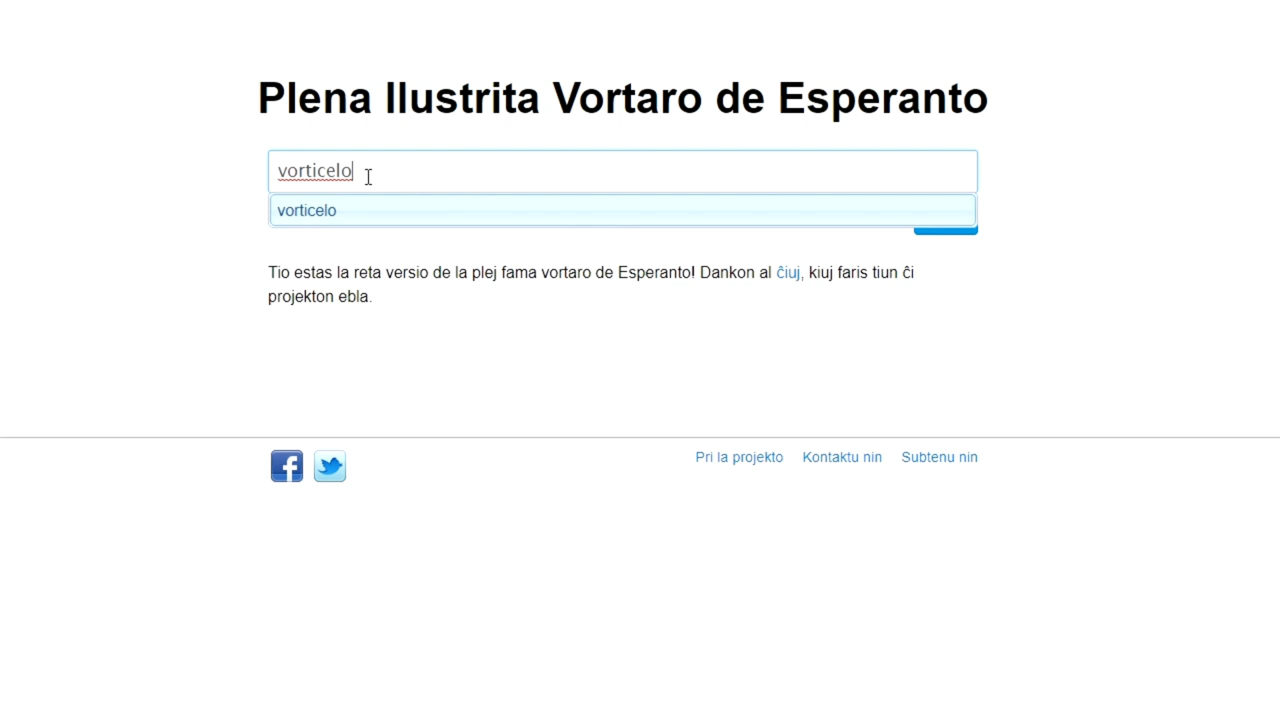 Plena Ilustrita Vortaro de Esperanto
vorticelo
vorticelo
Tio estas la reta versio de la plej fama vortaro de Esperanto! Dankon al ĉiuj, kiuj faris tiun ĉi
projekton ebla.
Pri la projekto Kontaktu nin Subtenu nin